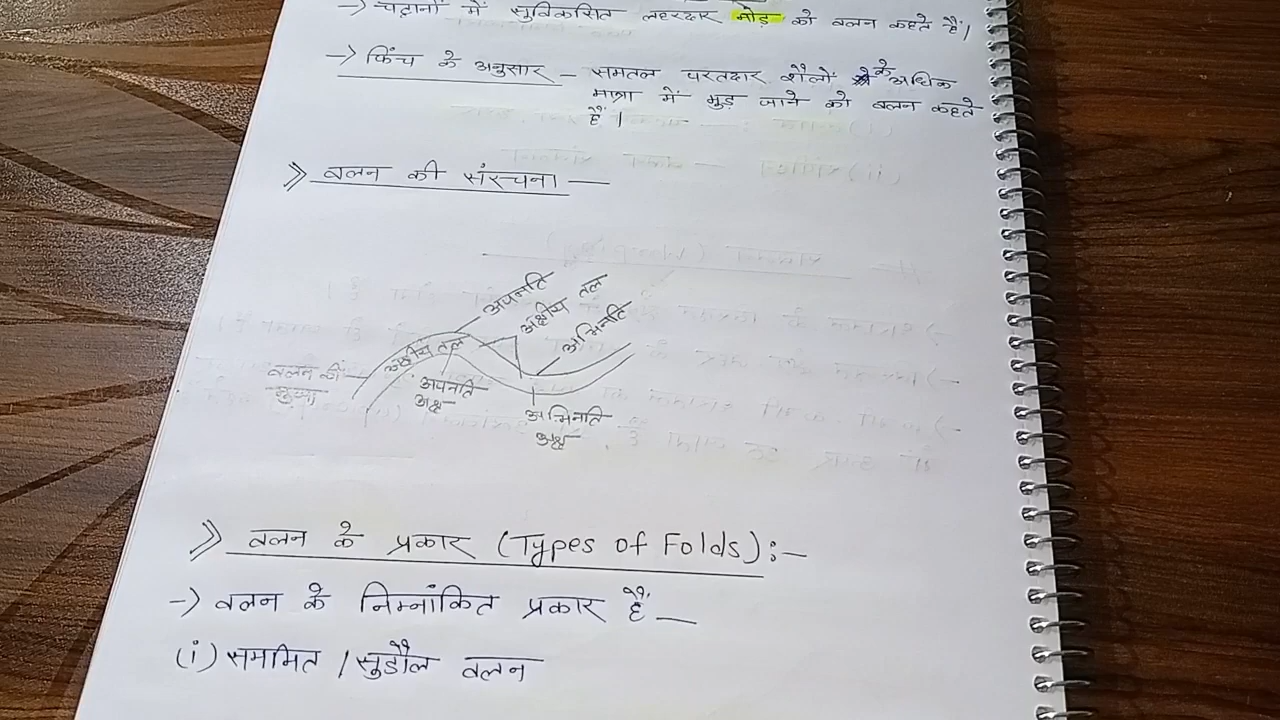 → चट्टानों में सुविकसित लहरदार मोड़ को वलन कहते हैं।
→ फिंच के अनुसार – समतल परतदार शैलों के अधिक
मात्रा में मुड़ जाने को वलन कहते
हैं।
» वलन की संरचना —
अपनति
अक्षीय तल
अभिनति
अक्षीय तल
वलन की
भुजा
अपनति
अक्ष
अभिनति
अक्ष
» वलन के प्रकार (Types of Folds):-
→ वलन के निम्नांकित प्रकार हैं —
(i) सममित / सुडौल वलन